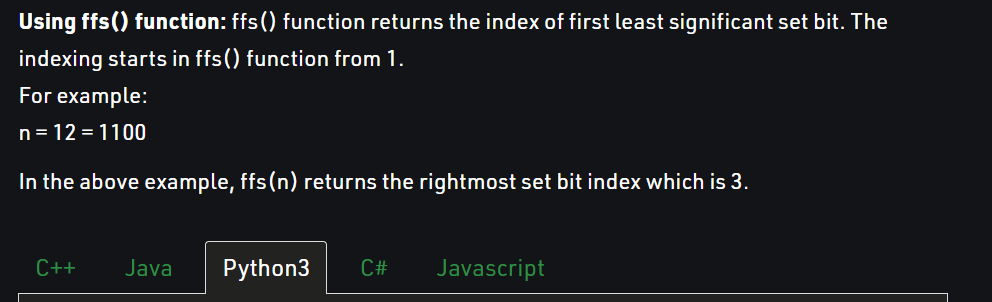 Using ffs() function: ffs() function returns the index of first least significant set bit. The
indexing starts in ffs() function from 1.
For example:
n = 12 = 1100
In the above example, ffs(n) returns the rightmost set bit index which is 3.
C++ Java Python3 C# Javascript